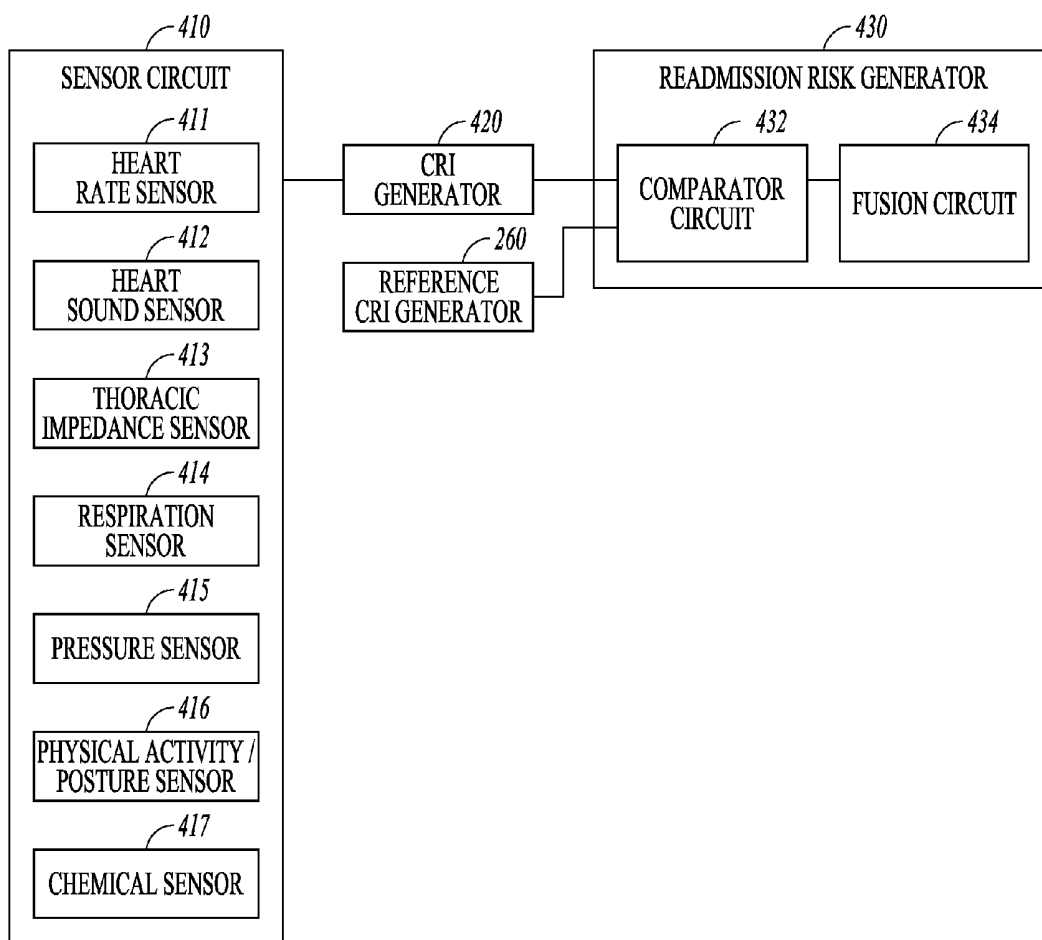 410
SENSOR CIRCUIT
411
HEART
RATE SENSOR
412
HEART
SOUND SENSOR
413
THORACIC
IMPEDANCE SENSOR
414
RESPIRATION
SENSOR
415
PRESSURE SENSOR
416
PHYSICAL ACTIVITY /
POSTURE SENSOR
417
CHEMICAL SENSOR
420
CRI
GENERATOR
260
REFERENCE
CRI GENERATOR
430
READMISSION RISK GENERATOR
432
COMPARATOR
CIRCUIT
434
FUSION CIRCUIT